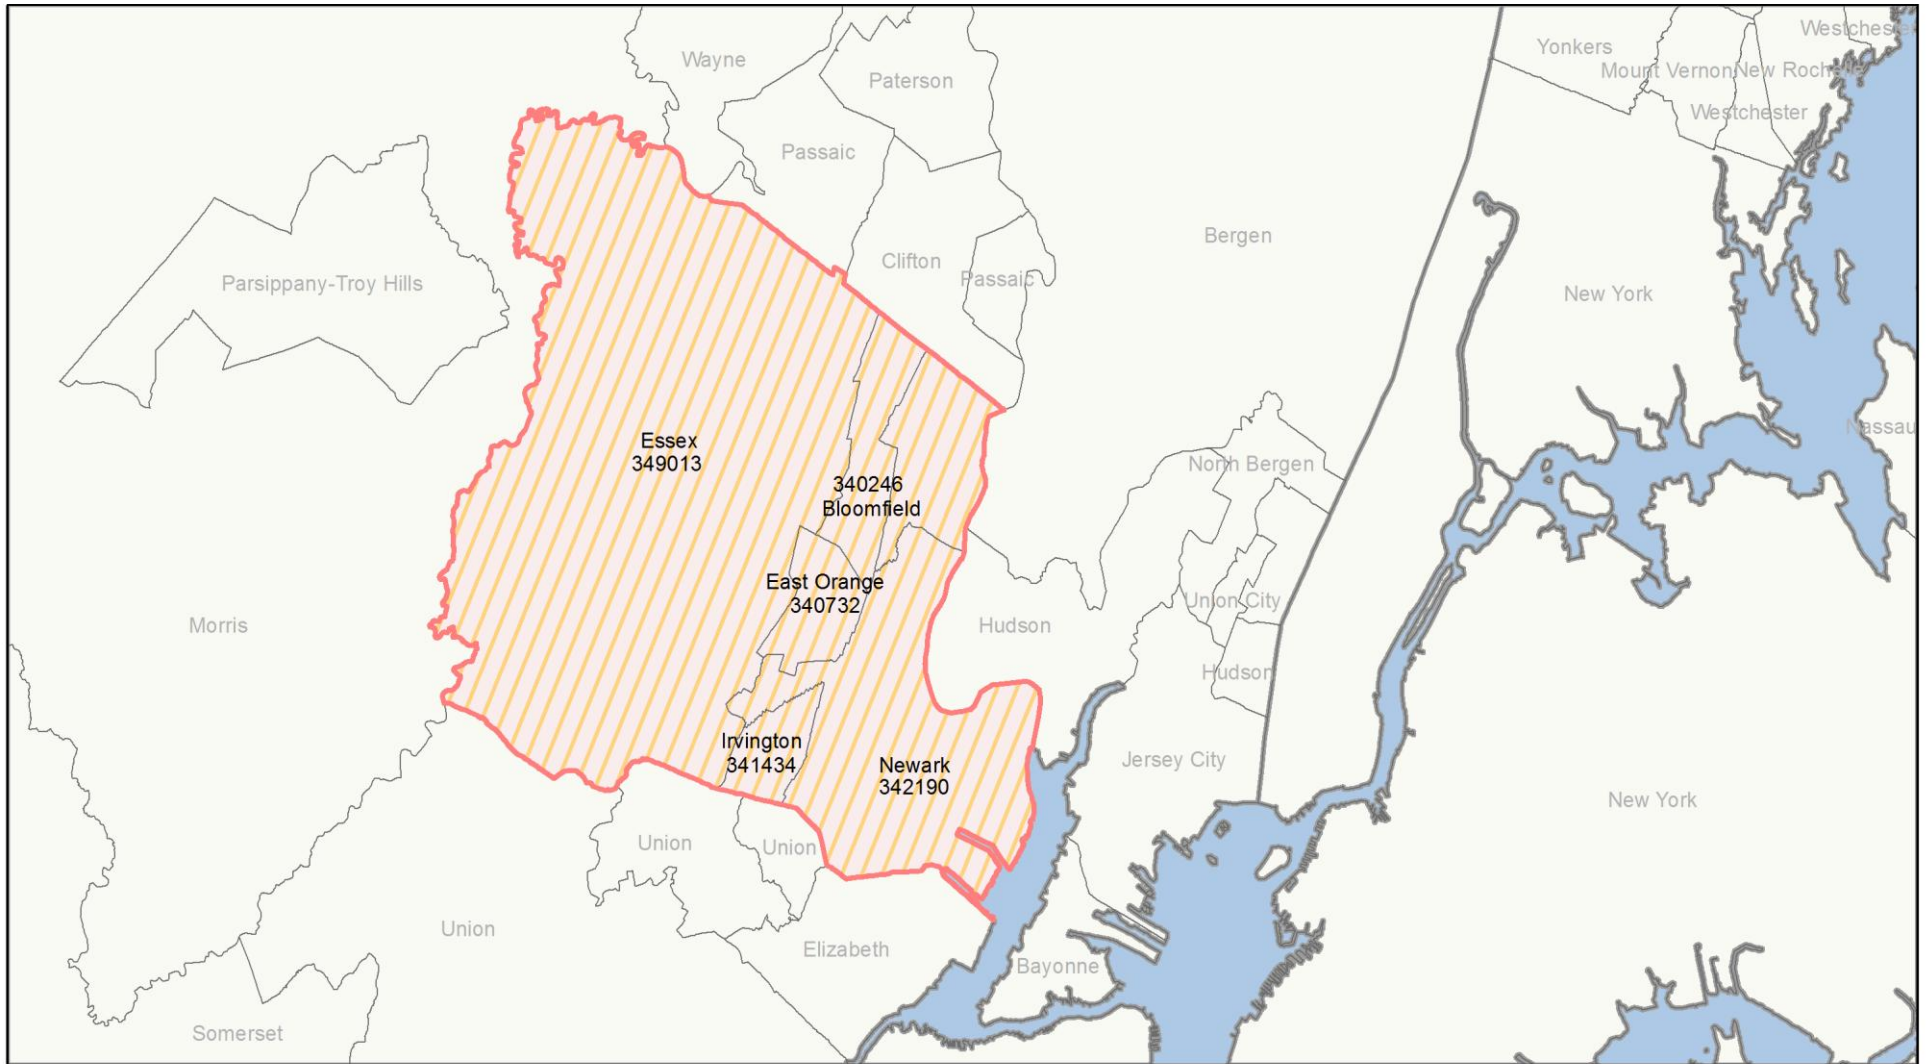 Westchester
Yonkers
Wayne
Mount Vernon
New Rochelle
Paterson
Westchester
Passaic
Bergen
Clifton
Passaic
Parsippany-Troy Hills
New York
Nassau
Essex
349013
North Bergen
340246
Bloomfield
East Orange
340732
Union City
Morris
Hudson
Hudson
Irvington
341434
Newark
342190
Jersey City
New York
Union
Union
Union
Elizabeth
Bayonne
Somerset